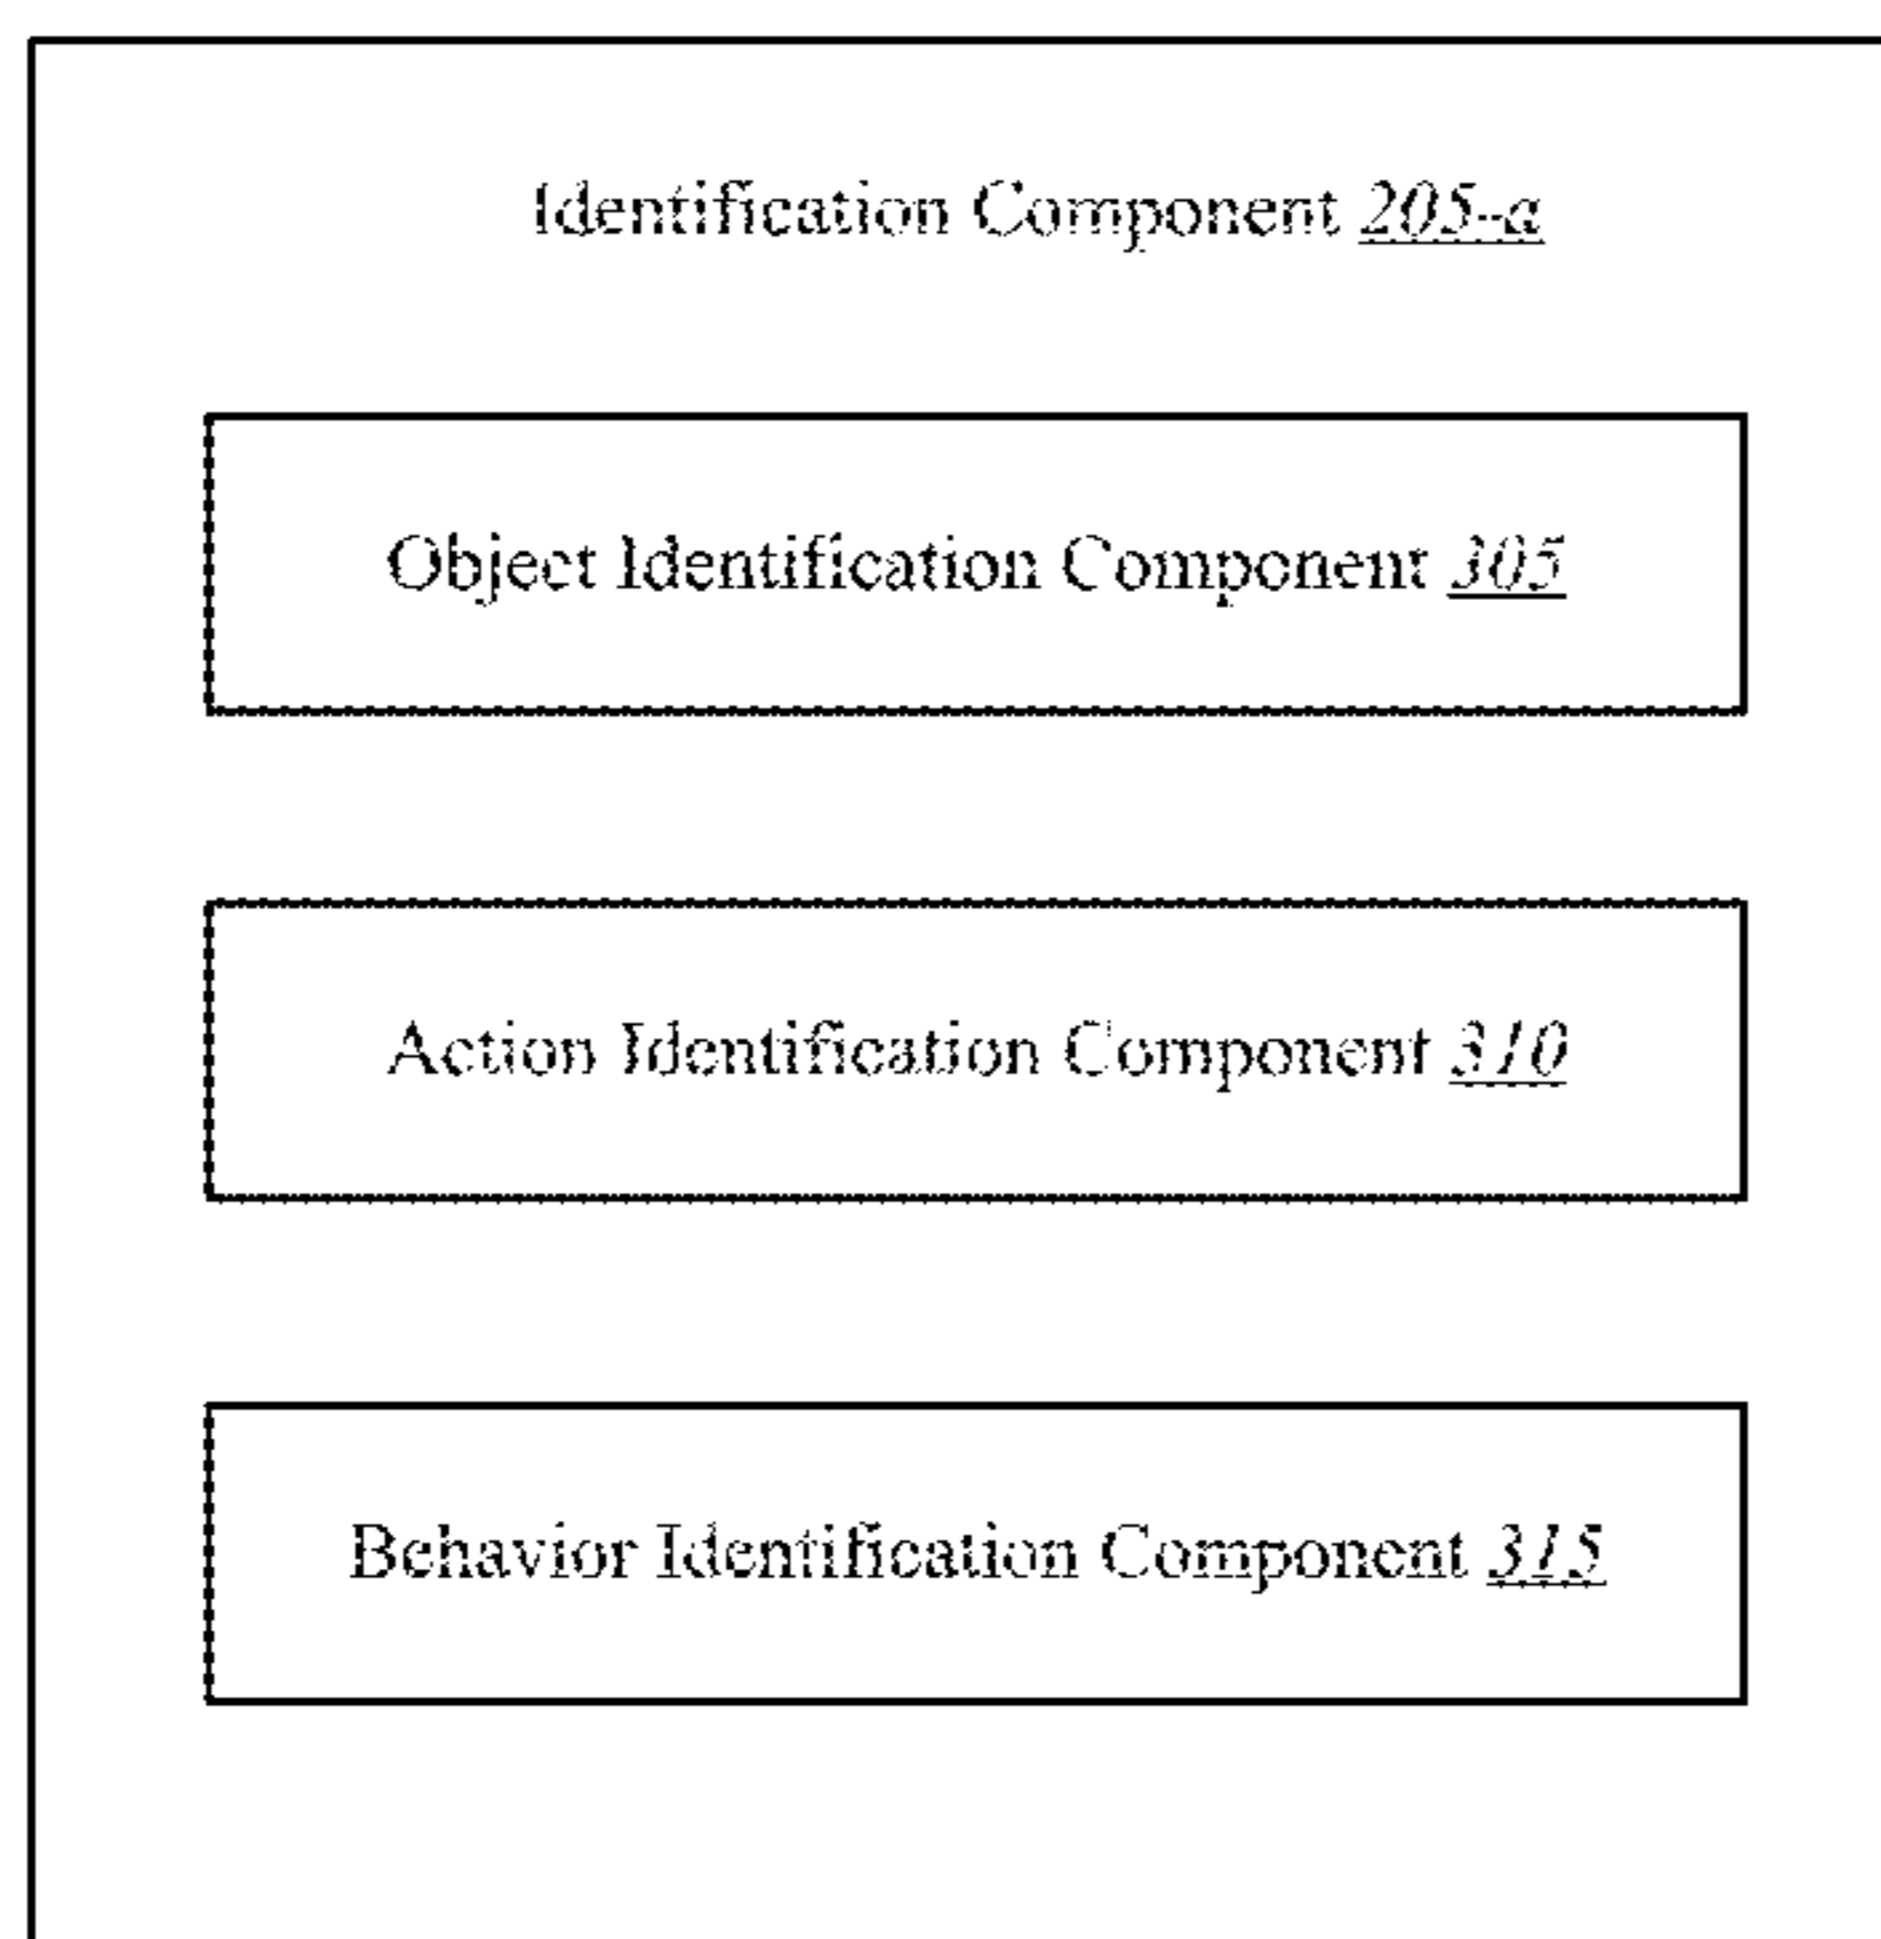 Identification Component 205-a
Object Identification Component 305
Action Identification Component 310
Behavior Identification Component 315